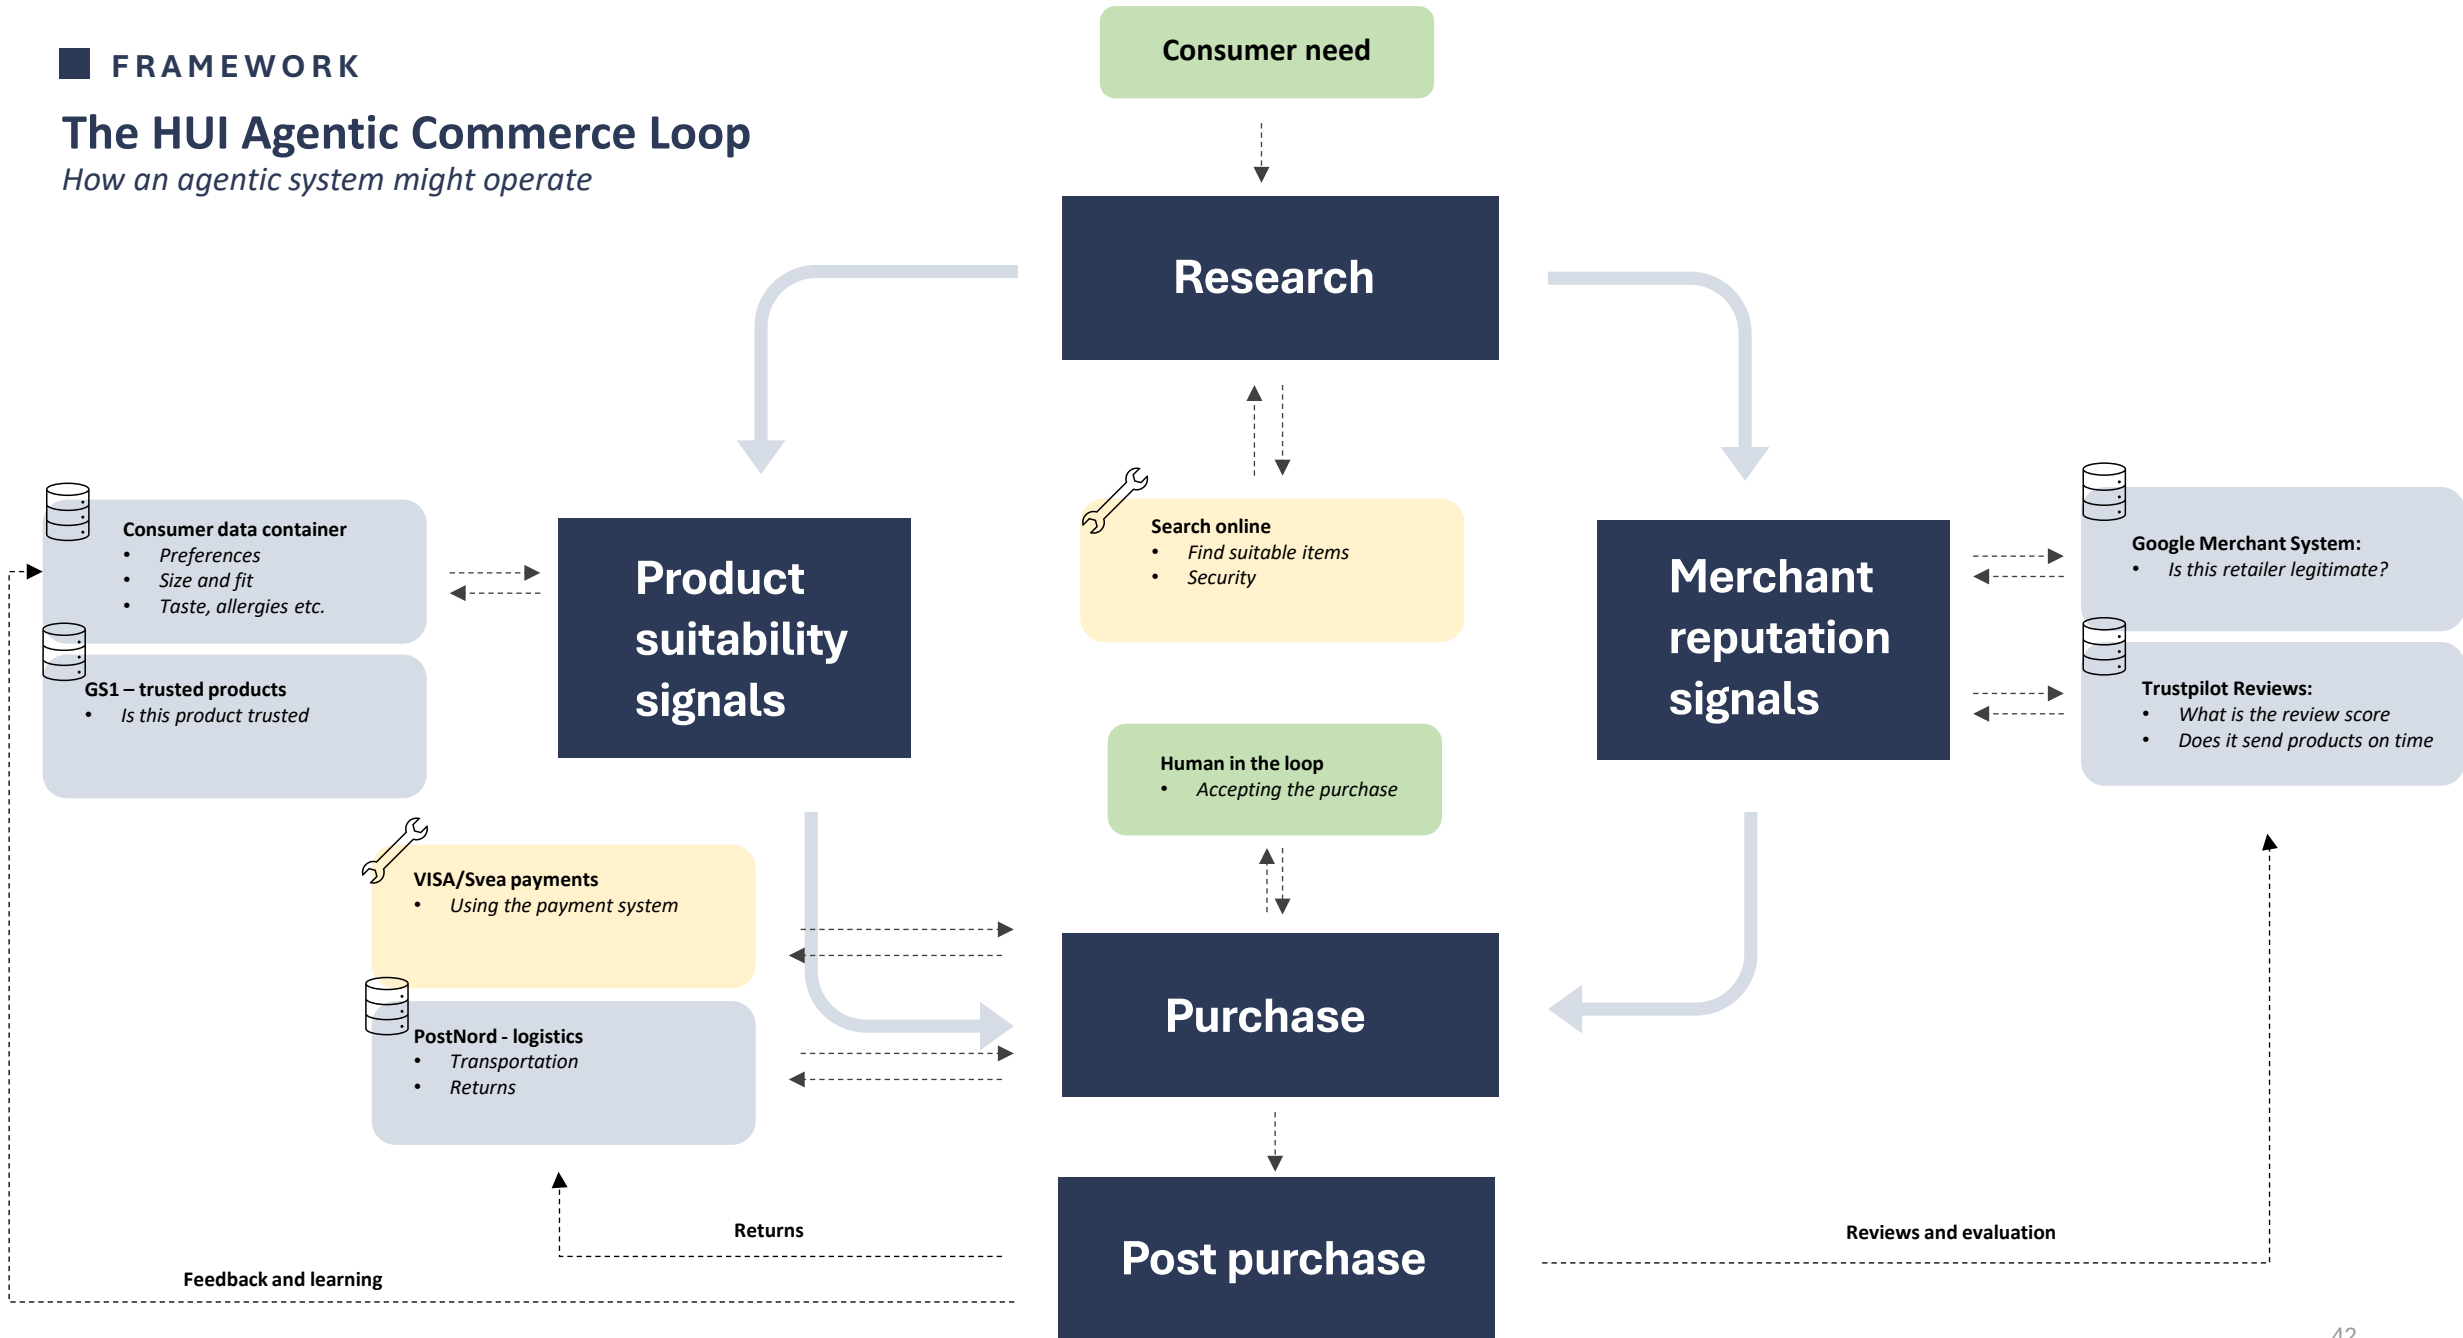 FRAMEWORK
The HUI Agentic Commerce Loop
How an agentic system might operate
Consumer need
Research
Consumer data container
• Preferences
• Size and fit
• Taste, allergies etc.
GS1 – trusted products
• Is this product trusted
Product
suitability
signals
Search online
• Find suitable items
• Security
Merchant
reputation
signals
Google Merchant System:
• Is this retailer legitimate?
Trustpilot Reviews:
• What is the review score
• Does it send products on time
Human in the loop
• Accepting the purchase
VISA/Svea payments
• Using the payment system
PostNord - logistics
• Transportation
• Returns
Purchase
Post purchase
Returns
Feedback and learning
Reviews and evaluation
42